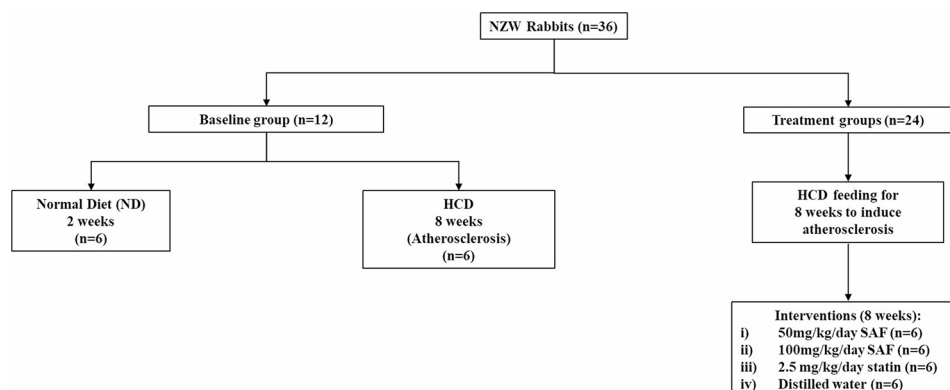 NZW Rabbits (n=36)
Baseline group (n=12)
Treatment groups (n=24)
Normal Diet (ND)
2 weeks
(n=6)
HCD
8 weeks
(Atherosclerosis)
(n=6)
HCD feeding for
8 weeks to induce
atherosclerosis
Interventions (8 weeks):
i) 50mg/kg/day SAF (n=6)
ii) 100mg/kg/day SAF (n=6)
iii) 2.5 mg/kg/day statin (n=6)
iv) Distilled water (n=6)